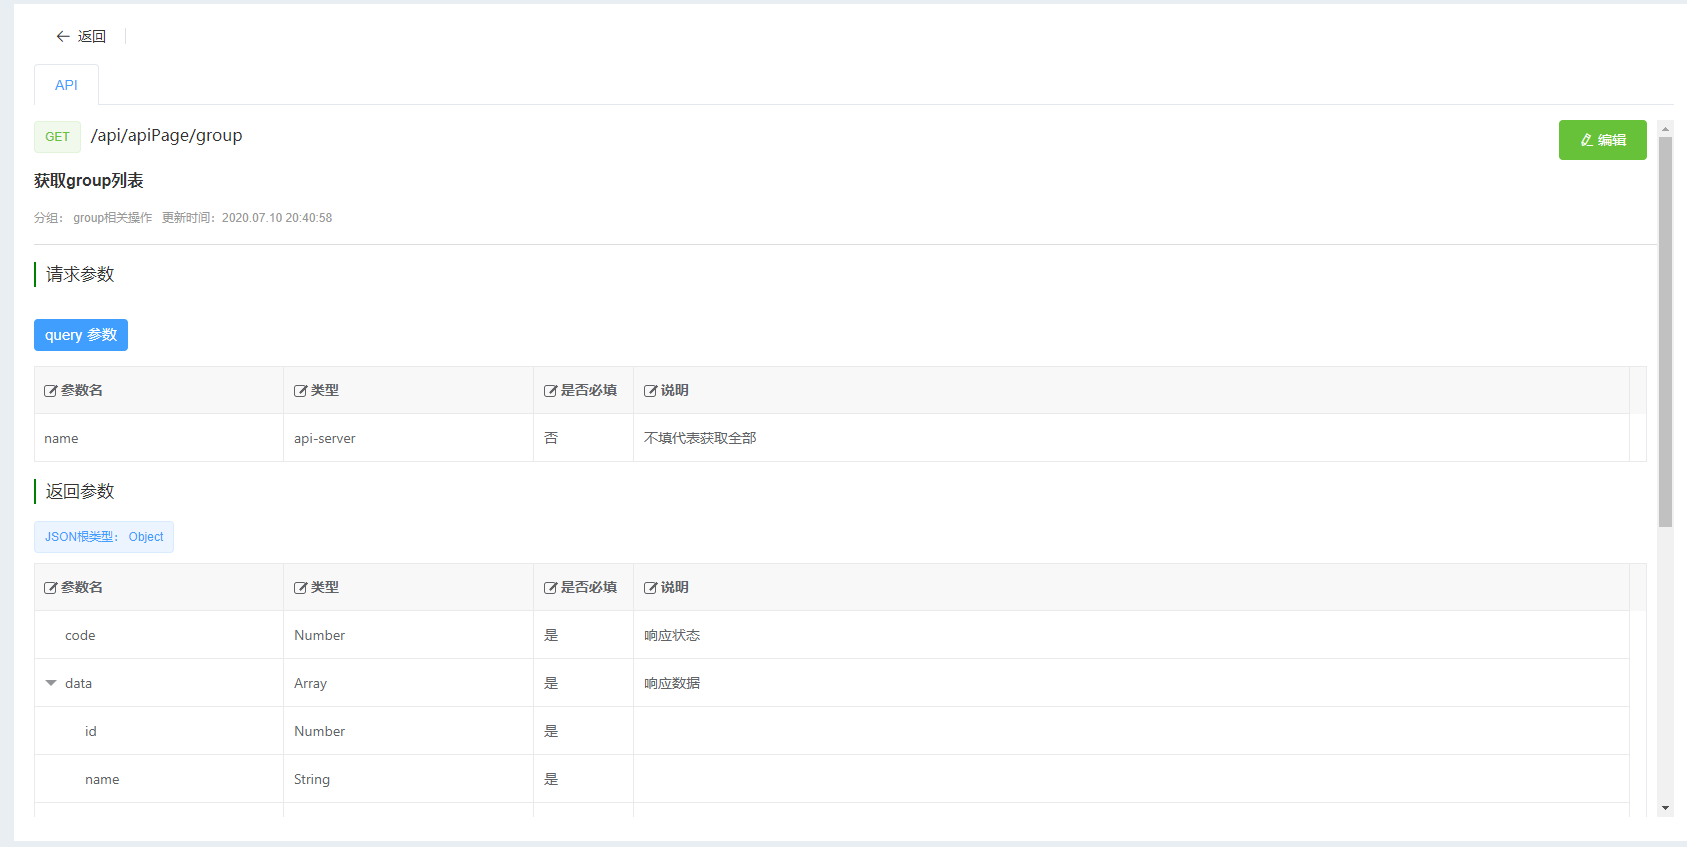 返回
API
GET /api/apiPage/group
编辑
获取group列表
分组： group相关操作 更新时间：2020.07.10 20:40:58
请求参数
query 参数
参数名 类型 是否必填 说明
name api-server 否 不填代表获取全部
返回参数
JSON根类型： Object
参数名 类型 是否必填 说明
code Number 是 响应状态
data Array 是 响应数据
id Number 是
name String 是